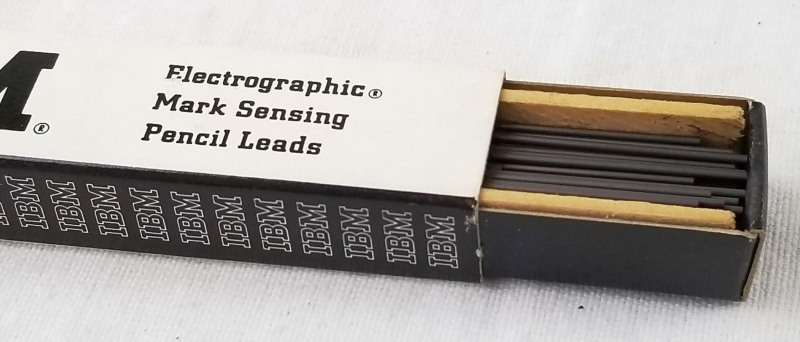 M®
Electrographic®
Mark Sensing
Pencil Leads
IBM IBM IBM IBM IBM IBM IBM IBM IBM IBM IBM